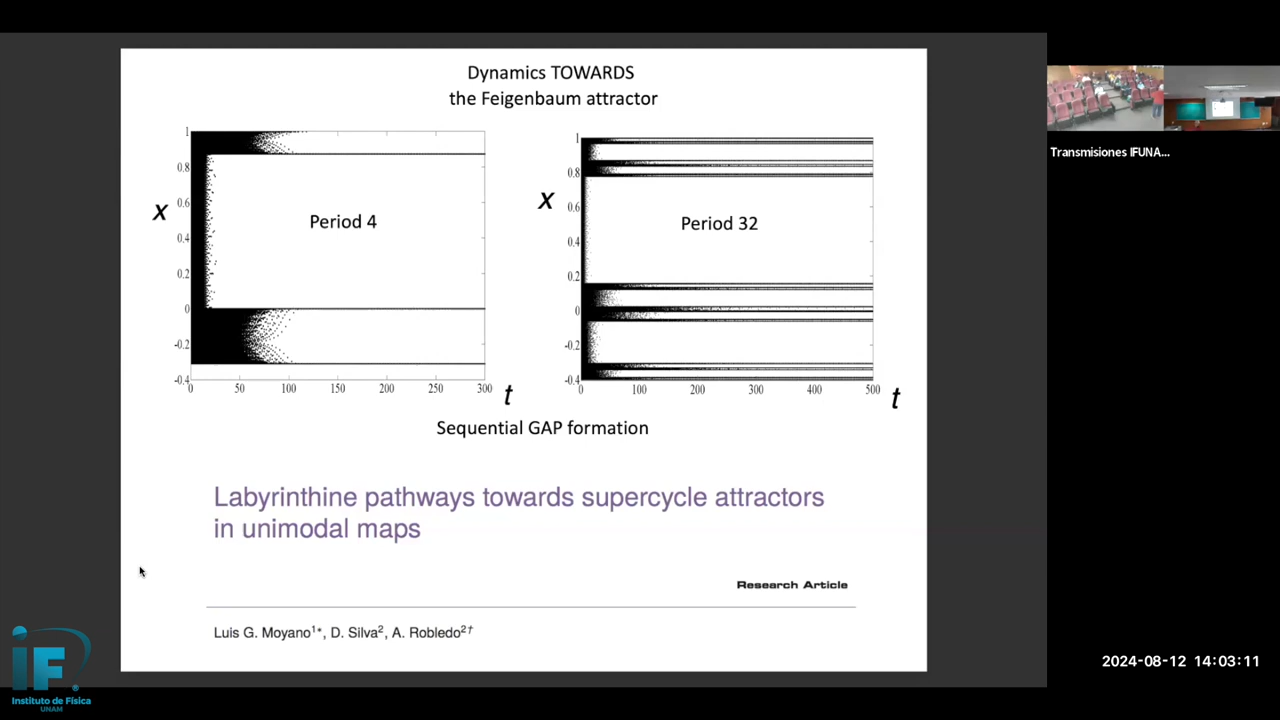 Dynamics TOWARDS
the Feigenbaum attractor
1
0.8
0.6
0.4
0.2
0
-0.2
-0.4
x
Period 4
0 50 100 150 200 250 300
t
1
0.8
0.6
0.4
0.2
0
-0.2
-0.4
x
Period 32
0 100 200 300 400 500
t
Sequential GAP formation
Labyrinthine pathways towards supercycle attractors
in unimodal maps
Research Article
Luis G. Moyano1*, D. Silva2, A. Robledo2†
Transmisiones IFUNA...
iF
Instituto de Física
UNAM
2024-08-12 14:03:11